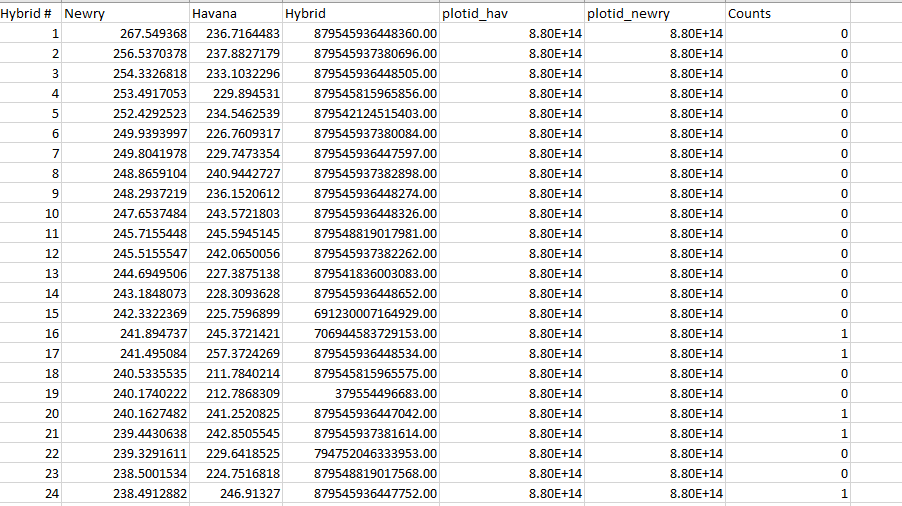 Hybrid # Newry Havana Hybrid plotid_hav plotid_newry Counts
1 267.549368 236.7164483 879545936448360.00 8.80E+14 8.80E+14 0
2 256.5370378 237.8827179 879545937380696.00 8.80E+14 8.80E+14 0
3 254.3326818 233.1032296 879545936448505.00 8.80E+14 8.80E+14 0
4 253.4917053 229.894531 879545815965856.00 8.80E+14 8.80E+14 0
5 252.4292523 234.5462539 879542124515403.00 8.80E+14 8.80E+14 0
6 249.9393997 226.7609317 879545937380084.00 8.80E+14 8.80E+14 0
7 249.8041978 229.7473354 879545936447597.00 8.80E+14 8.80E+14 0
8 248.8659104 240.9442727 879545937382898.00 8.80E+14 8.80E+14 0
9 248.2937219 236.1520612 879545936448274.00 8.80E+14 8.80E+14 0
10 247.6537484 243.5721803 879545936448326.00 8.80E+14 8.80E+14 0
11 245.7155448 245.5945145 879548819017981.00 8.80E+14 8.80E+14 0
12 245.5155547 242.0650056 879545937382262.00 8.80E+14 8.80E+14 0
13 244.6949506 227.3875138 879541836003083.00 8.80E+14 8.80E+14 0
14 243.1848073 228.3093628 879545936448652.00 8.80E+14 8.80E+14 0
15 242.3322369 225.7596899 691230007164929.00 8.80E+14 8.80E+14 0
16 241.894737 245.3721421 706944583729153.00 8.80E+14 8.80E+14 1
17 241.495084 257.3724269 879545936448534.00 8.80E+14 8.80E+14 1
18 240.5335535 211.7840214 879545815965575.00 8.80E+14 8.80E+14 0
19 240.1740222 212.7868309 379554496683.00 8.80E+14 8.80E+14 0
20 240.1627482 241.2520825 879545936447042.00 8.80E+14 8.80E+14 1
21 239.4430638 242.8505545 879545937381614.00 8.80E+14 8.80E+14 1
22 239.3291611 229.6418525 794752046333953.00 8.80E+14 8.80E+14 0
23 238.5001534 224.7516818 879548819017568.00 8.80E+14 8.80E+14 0
24 238.4912882 246.91327 879545936447752.00 8.80E+14 8.80E+14 1